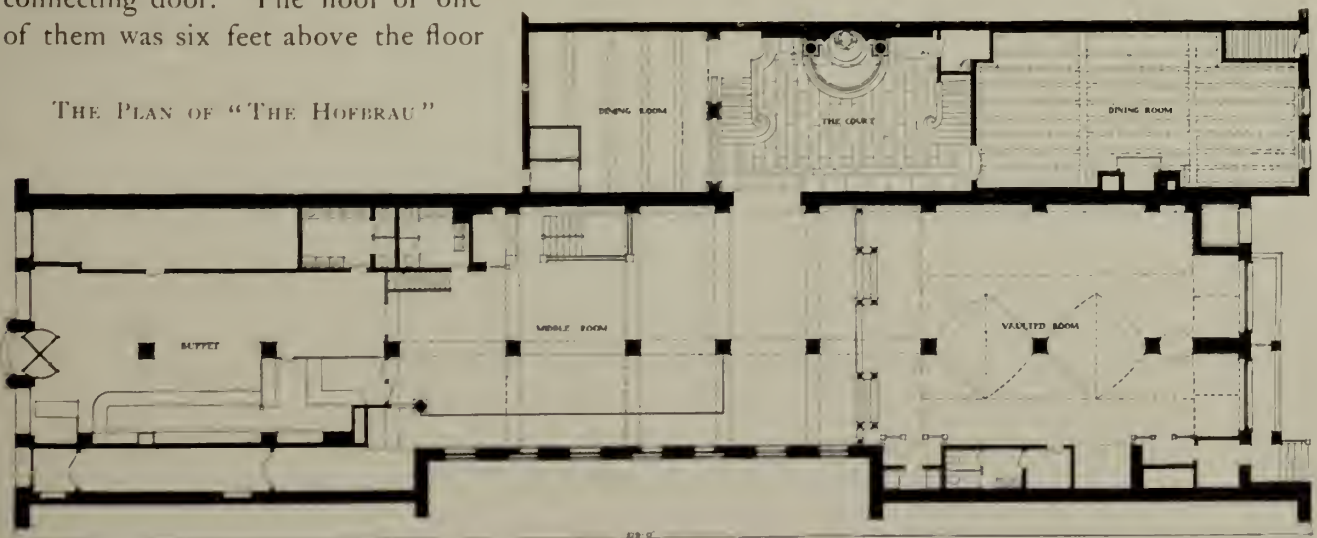 connecting door. The floor of one
of them was six feet above the floor
THE PLAN OF "THE HOFBRAU"
DINING ROOM
THE COURT
DINING ROOM
BUFFET
MIDDLE ROOM
VAULTED ROOM